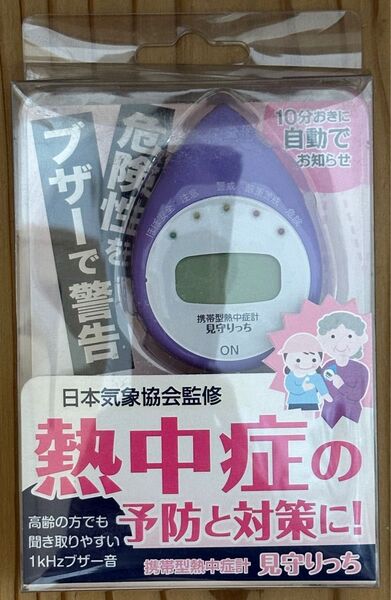 危険性を
ブザーで警告
10分おきに
自動で
お知らせ
ほぼ安全 注意 警戒 厳重警戒 危険
携帯型熱中症計
見守りっち
ON
日本気象協会監修
熱中症の
予防と対策に!
高齢の方でも
聞き取りやすい
1kHzブザー音
携帯型熱中症計 見守りっち